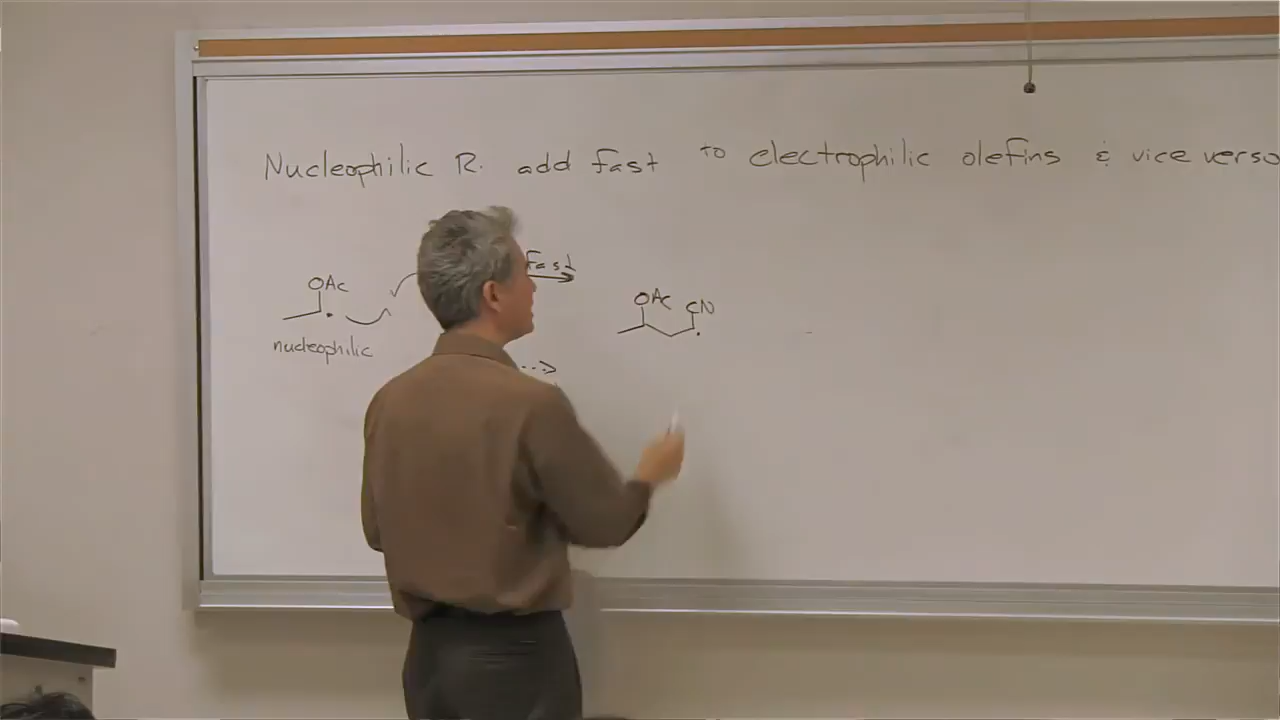 Nucleophilic R· add fast to electrophilic olefins & vice versa
Fast
OAc
OAc CN
nucleophilic